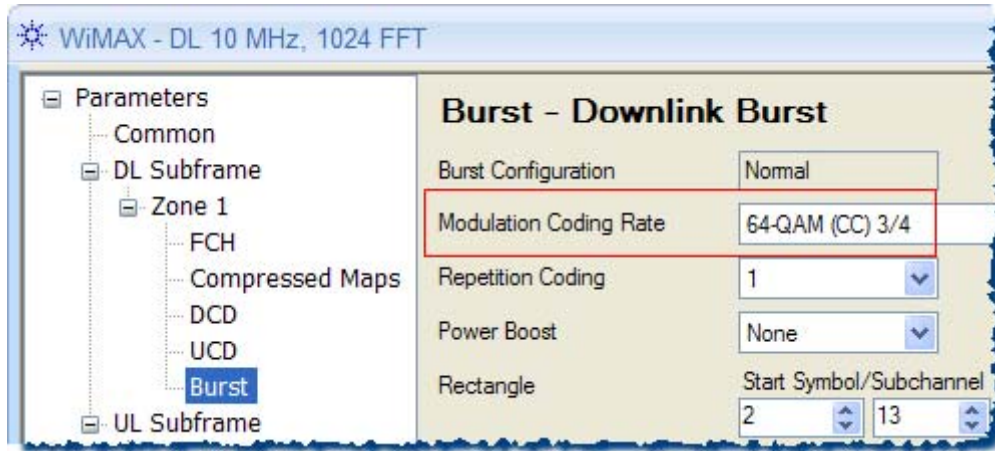 WiMAX - DL 10 MHz, 1024 FFT
Parameters
Common
DL Subframe
Zone 1
FCH
Compressed Maps
DCD
UCD
Burst
UL Subframe
Burst - Downlink Burst
Burst Configuration Normal
Modulation Coding Rate 64-QAM (CC) 3/4
Repetition Coding 1
Power Boost None
Rectangle Start Symbol/Subchannel
2 13